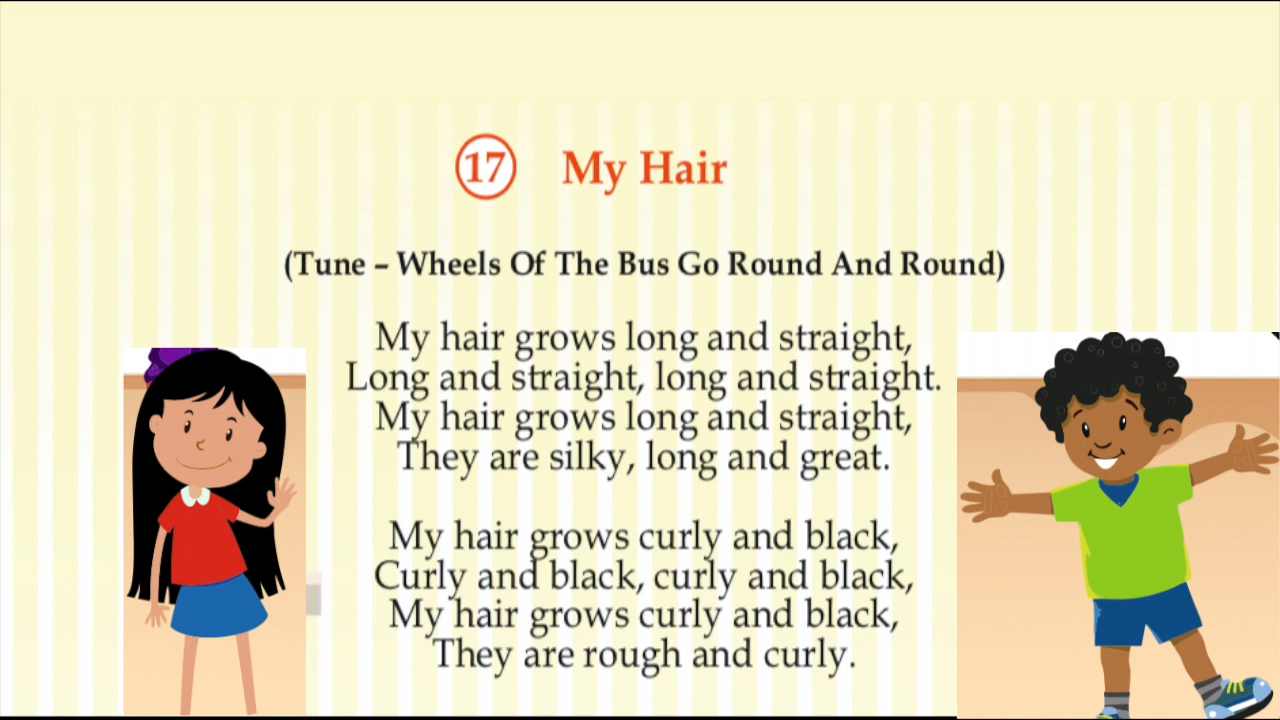 17 My Hair
(Tune – Wheels Of The Bus Go Round And Round)
My hair grows long and straight,
Long and straight, long and straight.
My hair grows long and straight,
They are silky, long and great.
My hair grows curly and black,
Curly and black, curly and black,
My hair grows curly and black,
They are rough and curly.